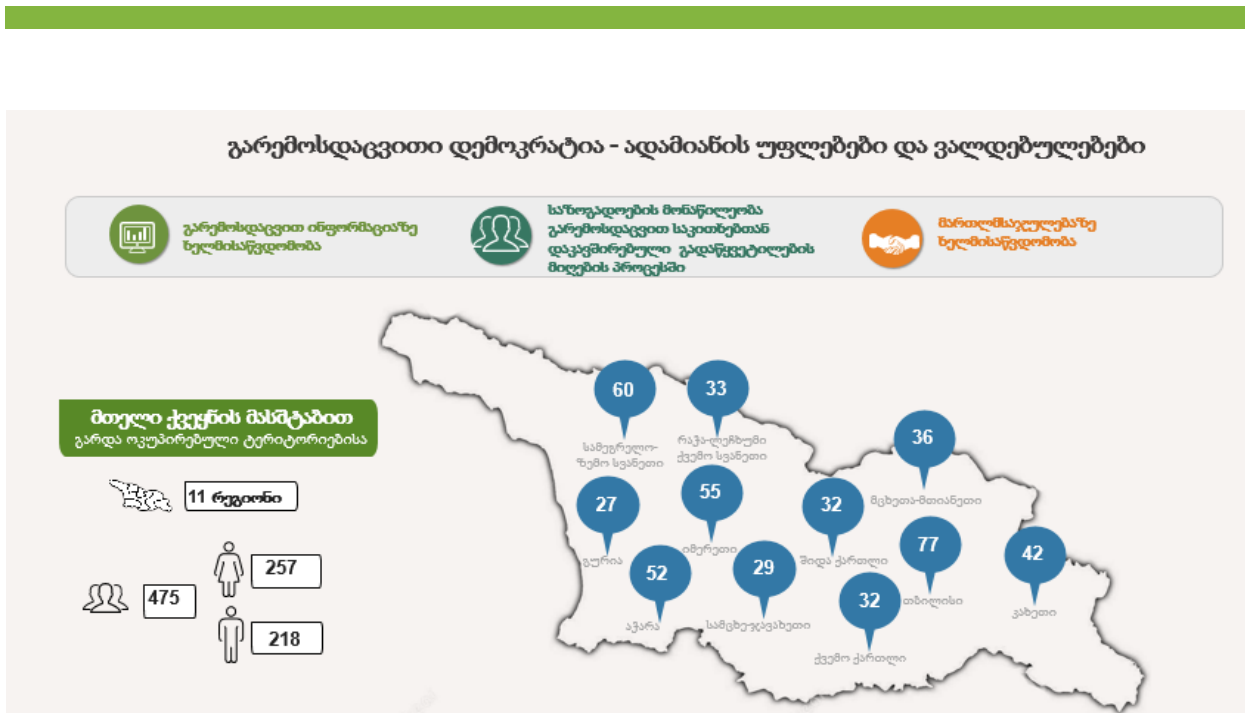 გარემოსდაცვითი დემოკრატია - ადამიანის უფლებები და ვალდებულებები
გარემოსდაცვით ინფორმაციაზე
ხელმისაწვდომობა
საზოგადოების მონაწილეობა
გარემოსდაცვით საკითხებთან
დაკავშირებული გადაწყვეტილების
მიღების პროცესში
მართლმსაჯულებაზე
ხელმისაწვდომობა
მთელი ქვეყნის მასშტაბით
გარდა ოკუპირებული ტერიტორიებისა
11 რეგიონი
475
257
218
60
სამეგრელო-
ზემო სვანეთი
33
რაჭა-ლეჩხუმი
ქვემო სვანეთი
36
მცხეთა-მთიანეთი
27
გურია
55
იმერეთი
32
შიდა ქართლი
77
თბილისი
42
კახეთი
52
აჭარა
29
სამცხე-ჯავახეთი
32
ქვემო ქართლი